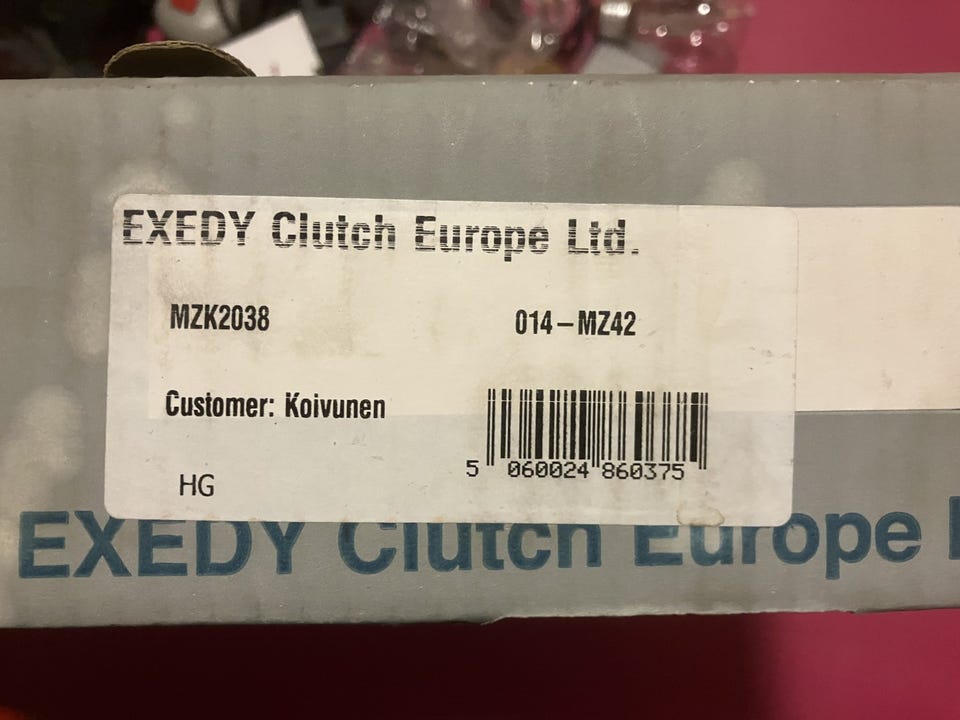 EXEDY Clutch Europe Ltd.
MZK2038 014-MZ42
Customer: Koivunen
5 060024 860375
HG
EXEDY Clutch Europe